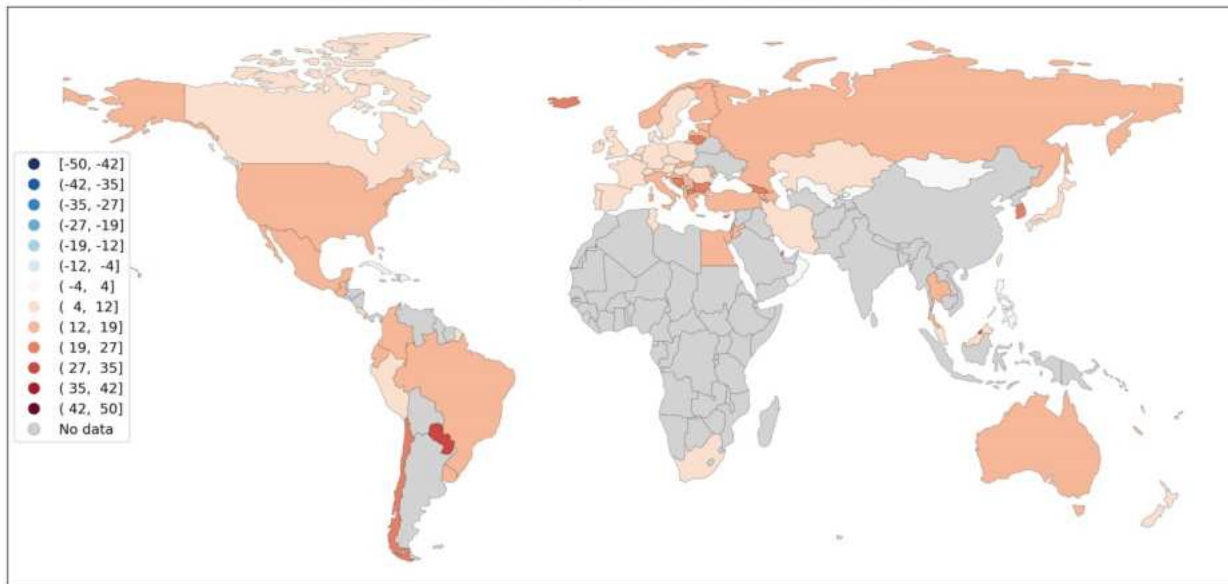 [-50, -42]
(-42, -35]
(-35, -27]
(-27, -19]
(-19, -12]
(-12, -4]
( -4, 4]
( 4, 12]
( 12, 19]
( 19, 27]
( 27, 35]
( 35, 42]
( 42, 50]
No data